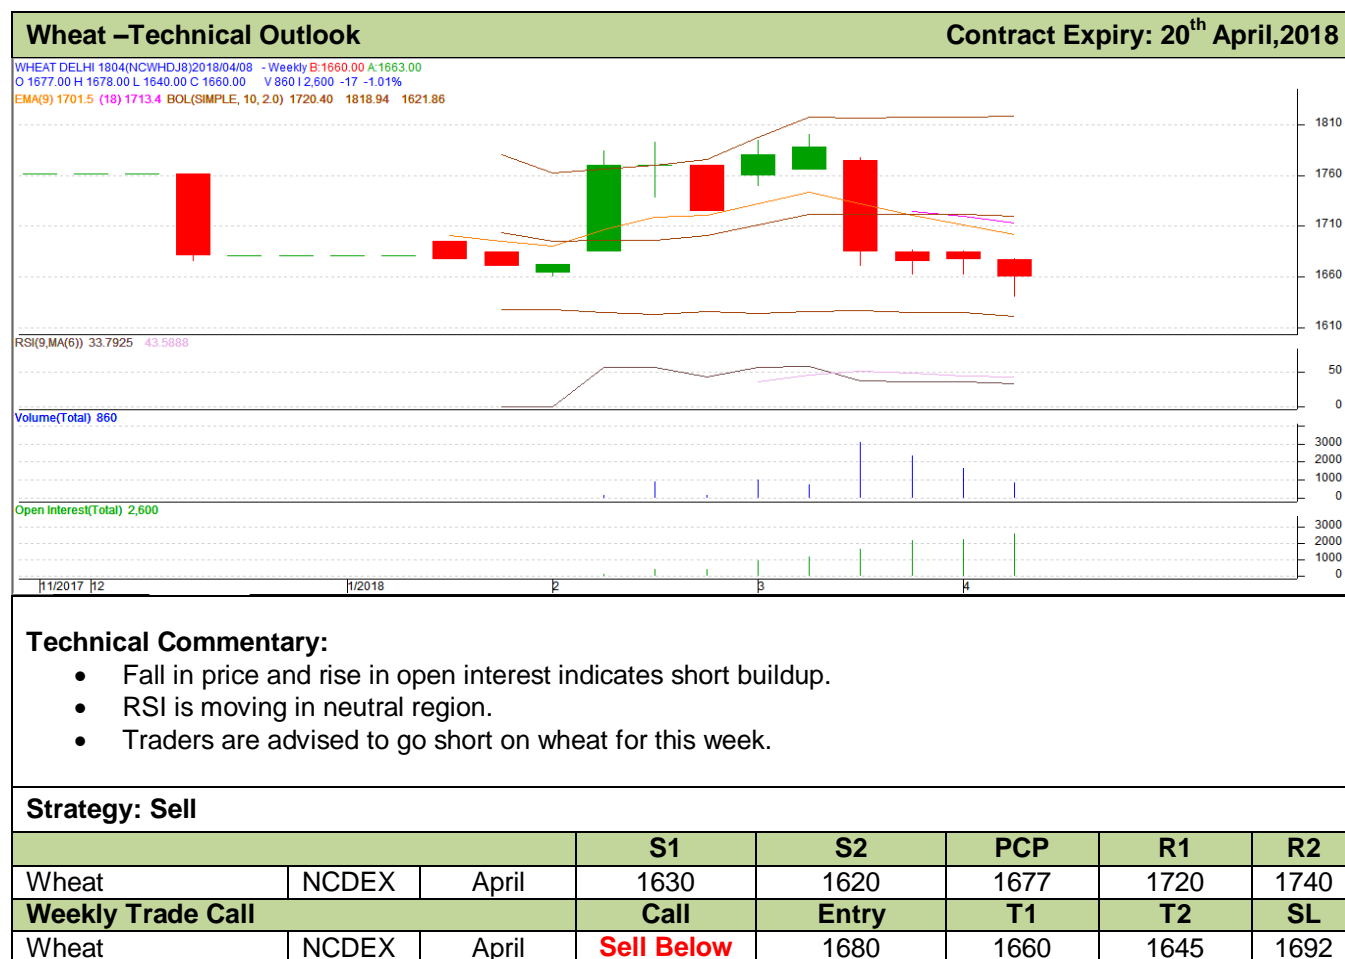 Wheat –Technical Outlook Contract Expiry: 20th April,2018
WHEAT DELHI 1804(NCWHDJ8)2018/04/08 - Weekly B:1660.00 A:1663.00
O 1677.00 H 1678.00 L 1640.00 C 1660.00 V 860 I 2,600 -17 -1.01%
EMA(9) 1701.5 (18) 1713.4 BOL(SIMPLE, 10, 2.0) 1720.40 1818.94 1621.86
1810
1760
1710
1660
1610
RSI(9,MA(6)) 33.7925 43.5888
50
0
Volume(Total) 860
3000
2000
1000
0
Open Interest(Total) 2,600
3000
2000
1000
0
11/2017 12 1/2018 2 3 4
Technical Commentary:
• Fall in price and rise in open interest indicates short buildup.
• RSI is moving in neutral region.
• Traders are advised to go short on wheat for this week.
Strategy: Sell
S1 S2 PCP R1 R2
Wheat NCDEX April 1630 1620 1677 1720 1740
Weekly Trade Call Call Entry T1 T2 SL
Wheat NCDEX April Sell Below 1680 1660 1645 1692